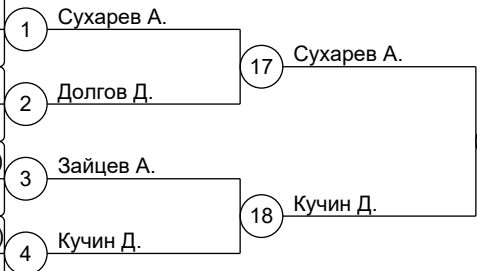 1 Сухарев А.
17 Сухарев А.
2 Долгов Д.
3 Зайцев А.
18 Кучин Д.
4 Кучин Д.